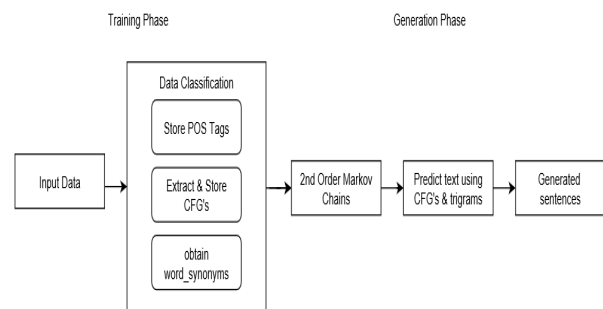 Training Phase
Generation Phase
Data Classification
Store POS Tags
Input Data
Extract & Store
CFG's
obtain
word_synonyms
2nd Order Markov
Chains
Predict text using
CFG's & trigrams
Generated
sentences